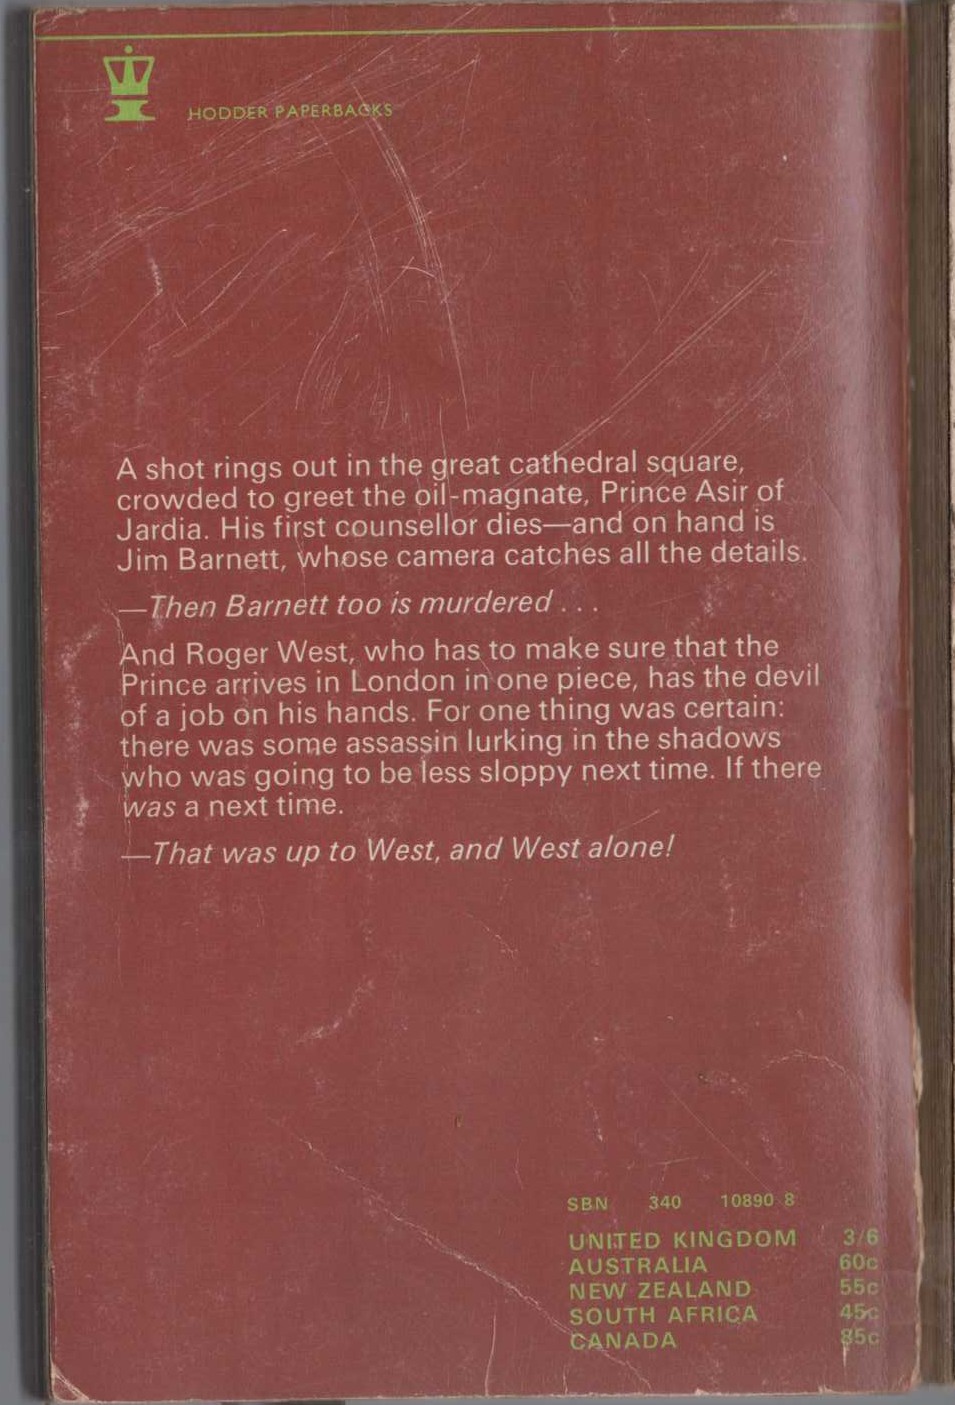 HODDER PAPERBACKS
A shot rings out in the great cathedral square,
crowded to greet the oil-magnate, Prince Asir of
Jardia. His first counsellor dies—and on hand is
Jim Barnett, whose camera catches all the details.
—Then Barnett too is murdered . . .
And Roger West, who has to make sure that the
Prince arrives in London in one piece, has the devil
of a job on his hands. For one thing was certain:
there was some assassin lurking in the shadows
who was going to be less sloppy next time. If there
was a next time.
—That was up to West, and West alone!
SBN 340 10890 8
UNITED KINGDOM 3/6
AUSTRALIA 60c
NEW ZEALAND 55c
SOUTH AFRICA 45c
CANADA 85c